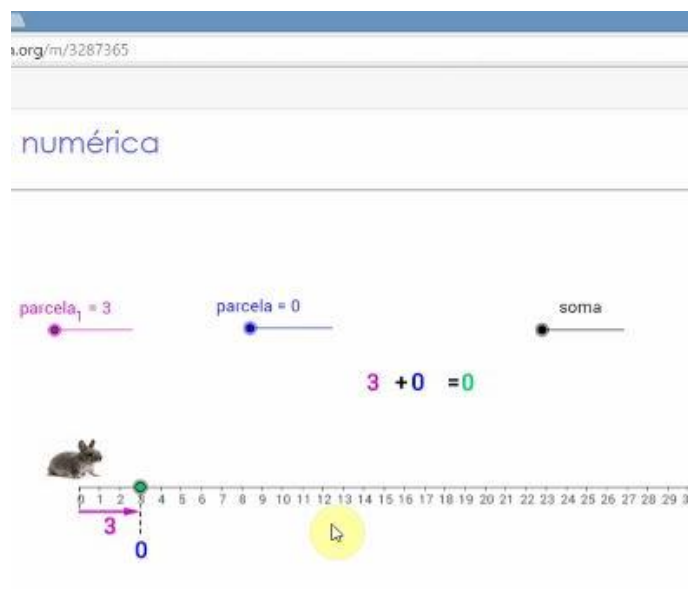 a.org/m/3287365
numérica
parcela₁ = 3
parcela = 0
soma
3 + 0 = 0
0 1 2 3 4 5 6 7 8 9 10 11 12 13 14 15 16 17 18 19 20 21 22 23 24 25 26 27 28 29 3
3
0